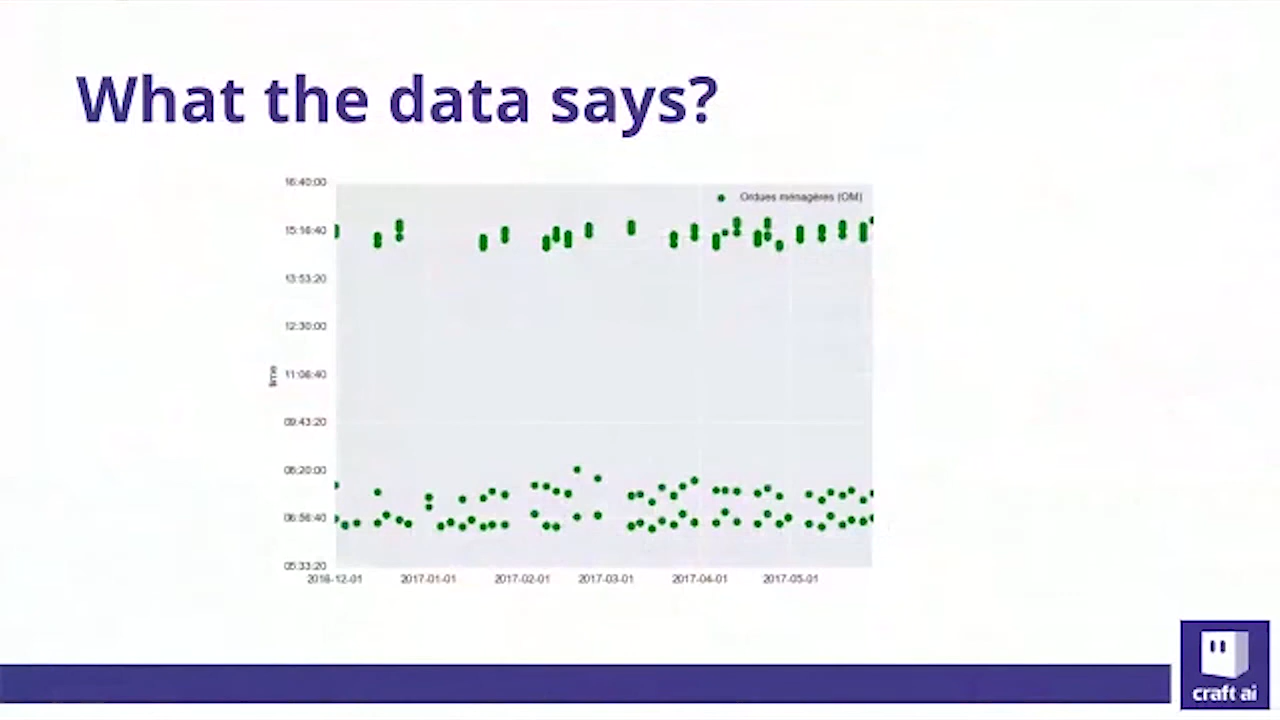 What the data says?
16:40:00
Ordues ménagères (OM)
15:16:40
13:53:20
12:30:00
time
11:06:40
09:43:20
08:20:00
06:56:40
05:33:20
2016-12-01 2017-01-01 2017-02-01 2017-03-01 2017-04-01 2017-05-01
craft ai